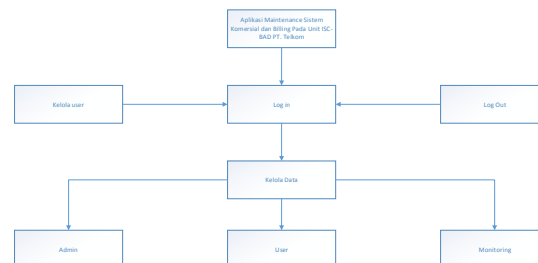 Aplikasi Maintenance Sistem
Komersial dan Billing Pada Unit ISC-
BAD PT. Telkom
Kelola user
Log in
Log Out
Kelola Data
Admin
User
Monitoring